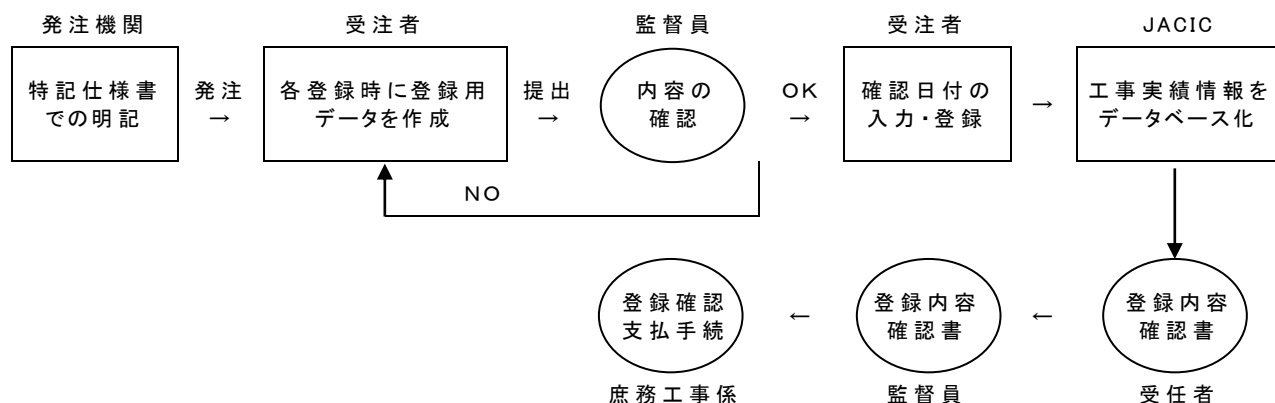 発注機関
受注者
監督員
受注者
JACIC
特記仕様書
での明記
発注
→
各登録時に登録用
データを作成
提出
→
内容の
確認
OK
→
確認日付の
入力・登録
→
工事実績情報を
データベース化
NO
登録確認
支払手続
←
登録内容
確認書
←
登録内容
確認書
庶務工事係
監督員
受任者